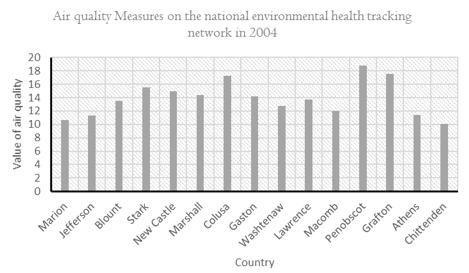 Air quality Measures on the national environmental health tracking
network in 2004
Value of air quality
20
18
16
14
12
10
8
6
4
2
0
Marion
Jefferson
Blount
Stark
New Castle
Marshall
Colusa
Gaston
Washtenaw
Lawrence
Macomb
Penobscot
Grafton
Athens
Chittenden
Country